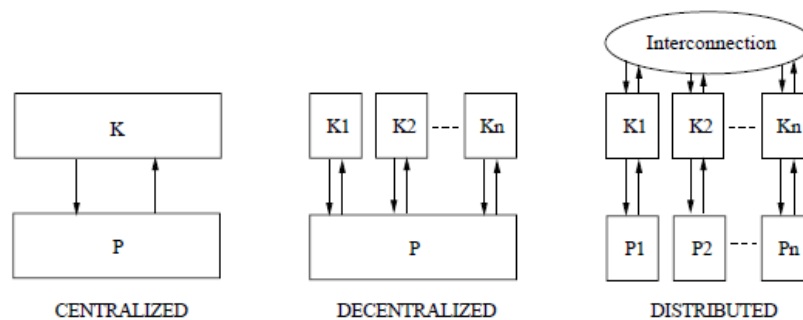 Interconnection
K
K1 K2 Kn
K1 K2 Kn
P
P
P1 P2 Pn
CENTRALIZED
DECENTRALIZED
DISTRIBUTED